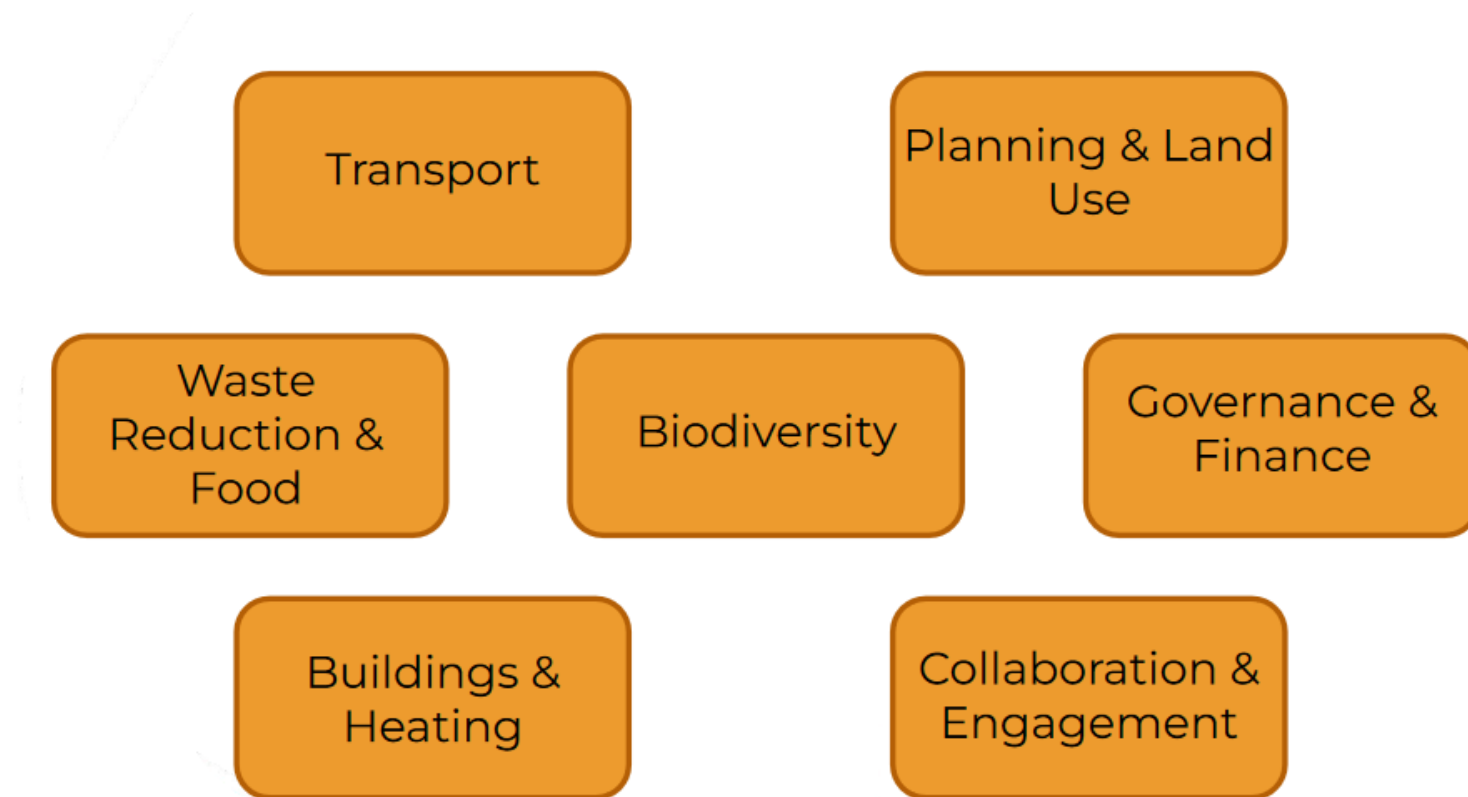 Transport
Planning & Land
Use
Waste
Reduction &
Food
Biodiversity
Governance &
Finance
Buildings &
Heating
Collaboration &
Engagement